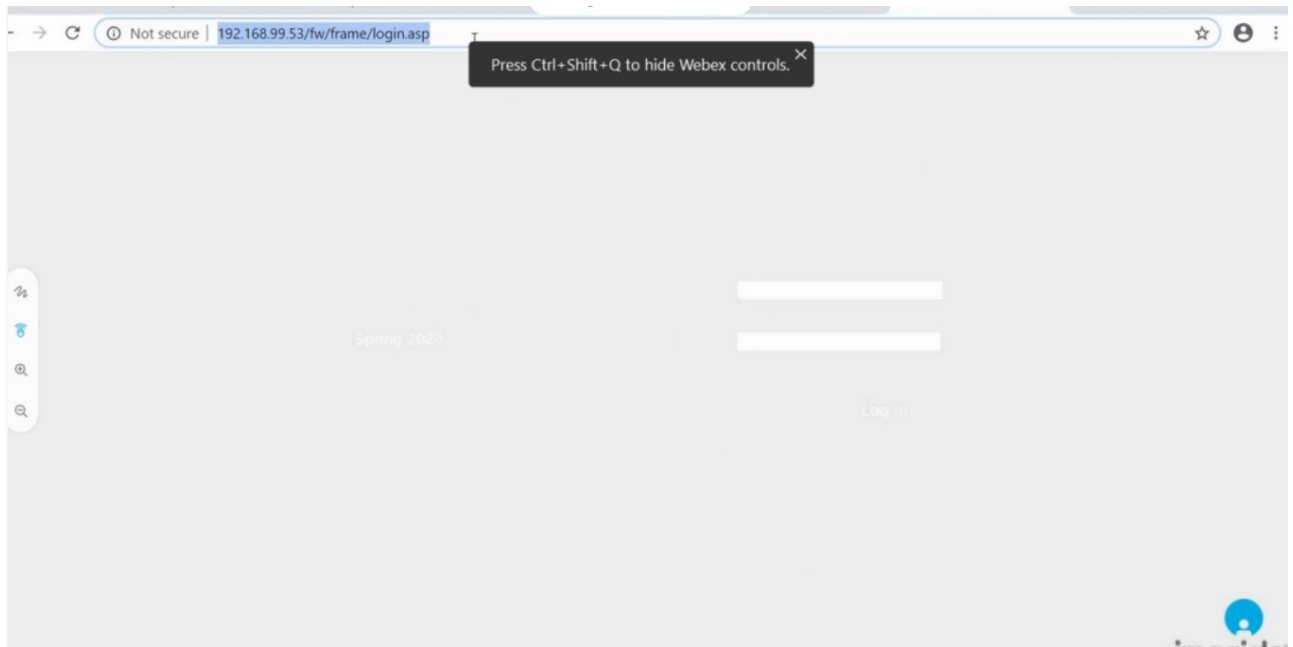 Not secure | 192.168.99.53/fw/frame/login.asp
Press Ctrl+Shift+Q to hide Webex controls.
Spring 2020
Log in